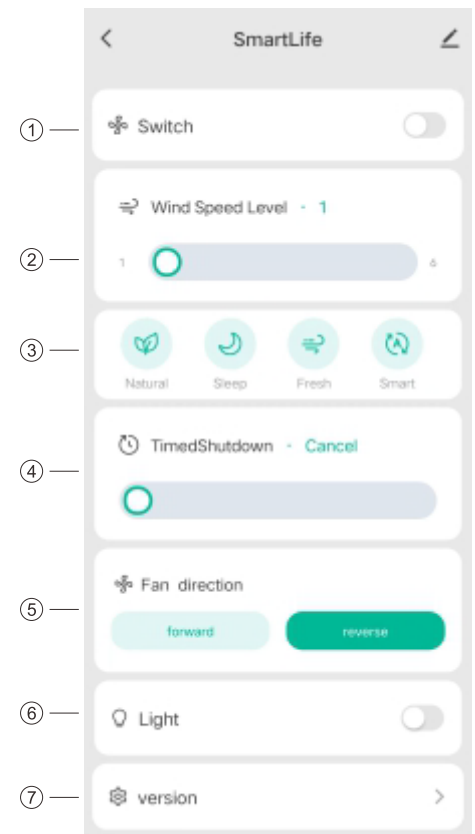 SmartLife
① Switch
Wind Speed Level - 1
② 1 6
③ Natural Sleep Fresh Smart
TimedShutdown - Cancel
④
Fan direction
⑤ forward reverse
⑥ Light
⑦ version